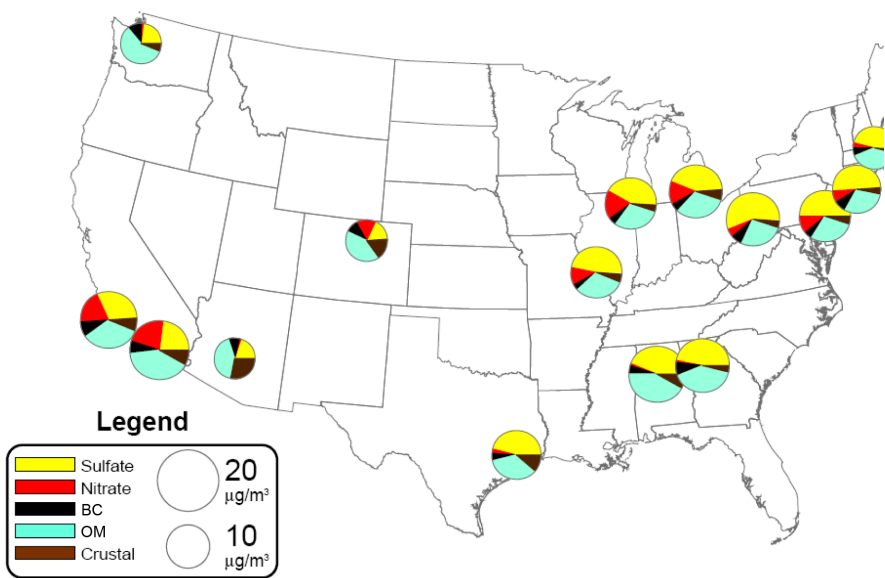 Legend
Sulfate
Nitrate
BC
OM
Crustal
20
μg/m³
10
μg/m³